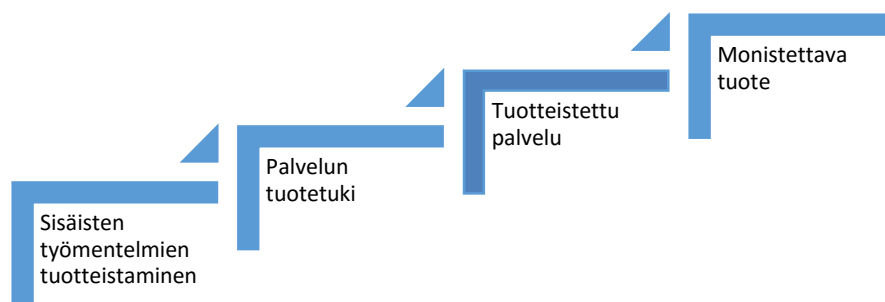 Sisäisten
työmentelmien
tuotteistaminen
Palvelun
tuotetuki
Tuotteistettu
palvelu
Monistettava
tuote